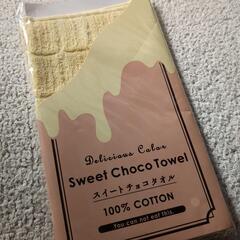 Delicious Color
Sweet Choco Towel
スイートチョコタオル
100% COTTON
You can not eat this.